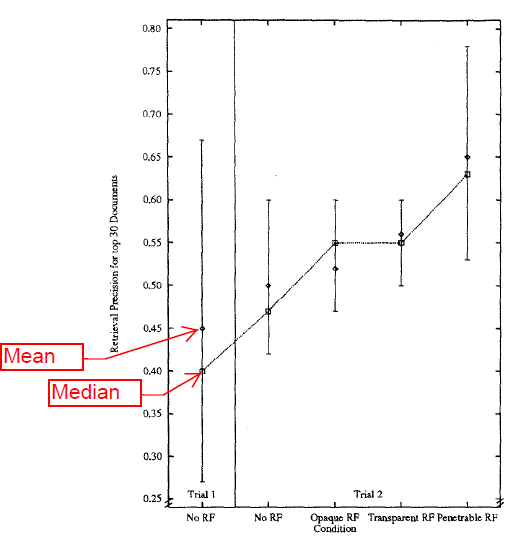 0.80
0.75
0.70
0.65
0.60
0.55
0.50
0.45
0.40
0.35
0.30
0.25
Retrieval Precision for top 30 Documents
Mean
Median
Trial 1
Trial 2
No RF
No RF
Opaque RF
Transparent RF
Penetrable RF
Condition